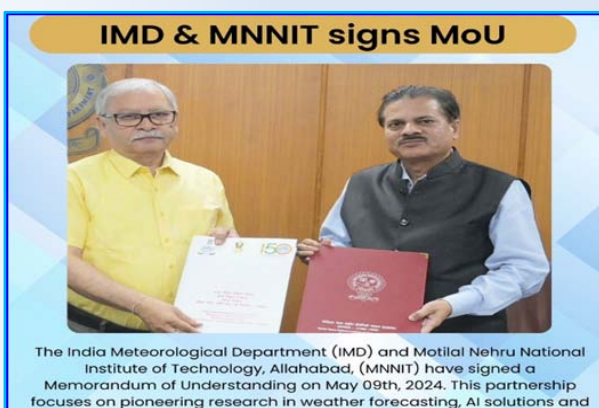 IMD & MNNIT signs MoU
150
The India Meteorological Department (IMD) and Motilal Nehru National
Institute of Technology, Allahabad, (MNNIT) have signed a
Memorandum of Understanding on May 09th, 2024. This partnership
focuses on pioneering research in weather forecasting, AI solutions and